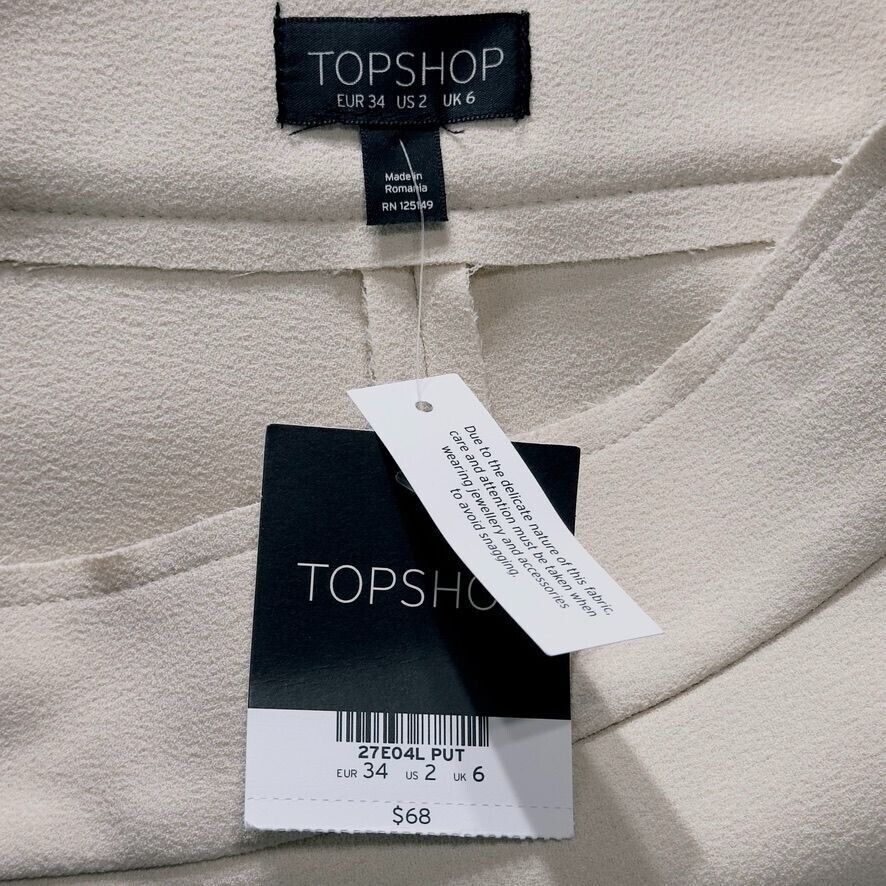 TOPSHOP
EUR 34 US 2 UK 6
Made in
Romania
RN 125149
Due to the delicate nature of this fabric,
care and attention must be taken when
wearing jewellery and accessories
to avoid snagging.
TOPSHO
27E04L PUT
EUR 34 US 2 UK 6
$68